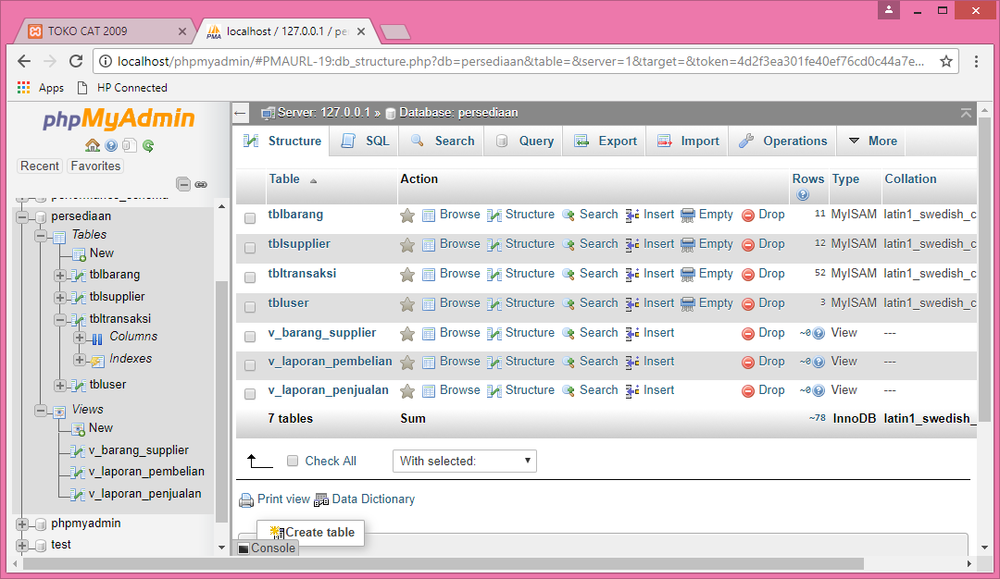 TOKO CAT 2009
localhost / 127.0.0.1 / pe
localhost/phpmyadmin/#PMAURL-19:db_structure.php?db=persediaan&table=&server=1&target=&token=4d2f3ea301fe40ef76cd0c44a7e...
Apps HP Connected
phpMyAdmin
Recent Favorites
performance_schema
persediaan
Tables
New
tblbarang
tblsupplier
tbltransaksi
Columns
Indexes
tbluser
Views
New
v_barang_supplier
v_laporan_pembelian
v_laporan_penjualan
phpmyadmin
test
Server: 127.0.0.1 » Database: persediaan
Structure SQL Search Query Export Import Operations More
Table Action Rows Type Collation
tblbarang Browse Structure Search Insert Empty Drop 11 MyISAM latin1_swedish_c
tblsupplier Browse Structure Search Insert Empty Drop 12 MyISAM latin1_swedish_c
tbltransaksi Browse Structure Search Insert Empty Drop 52 MyISAM latin1_swedish_c
tbluser Browse Structure Search Insert Empty Drop 3 MyISAM latin1_swedish_c
v_barang_supplier Browse Structure Search Insert Drop ~0 View ---
v_laporan_pembelian Browse Structure Search Insert Drop ~0 View ---
v_laporan_penjualan Browse Structure Search Insert Drop ~0 View ---
7 tables Sum ~78 InnoDB latin1_swedish_
Check All With selected:
Print view Data Dictionary
Create table
Console